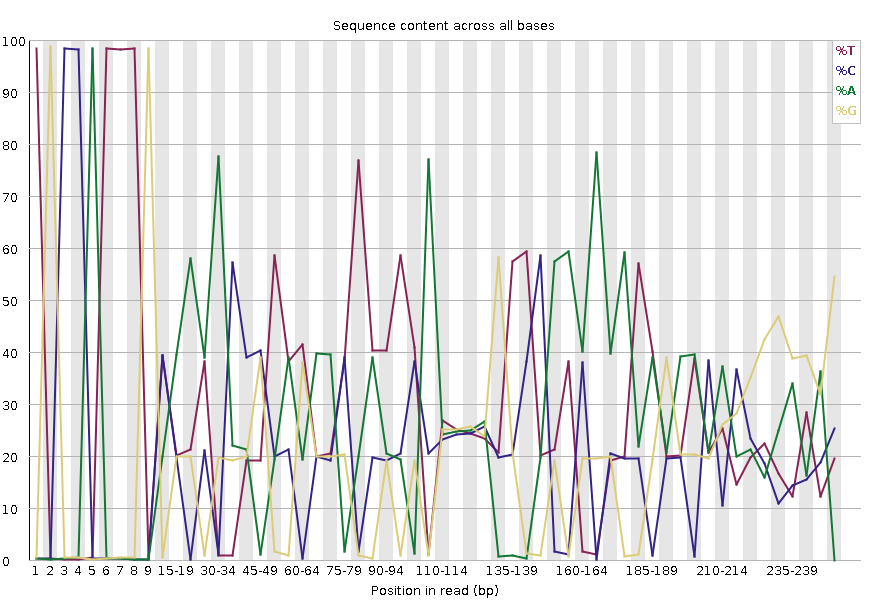 Sequence content across all bases
%T
%C
%A
%G
100
90
80
70
60
50
40
30
20
10
0
1 2 3 4 5 6 7 8 9 15-19 30-34 45-49 60-64 75-79 90-94 110-114 135-139 160-164 185-189 210-214 235-239
Position in read (bp)